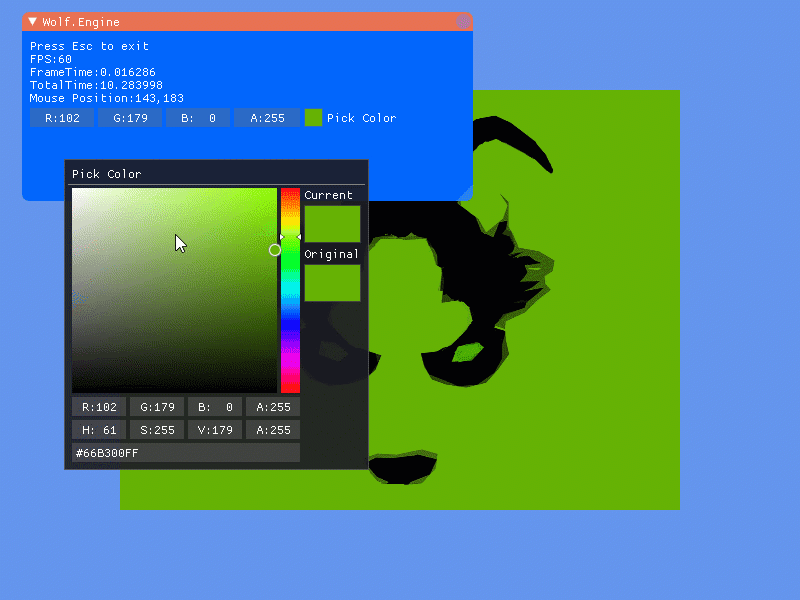 Wolf.Engine
Press Esc to exit
FPS:60
FrameTime:0.016286
TotalTime:10.283998
Mouse Position:143,183
R:102 G:179 B:  0 A:255 Pick Color
Pick Color
Current
Original
R:102 G:179 B:  0 A:255
H: 61 S:255 V:179 A:255
#66B300FF